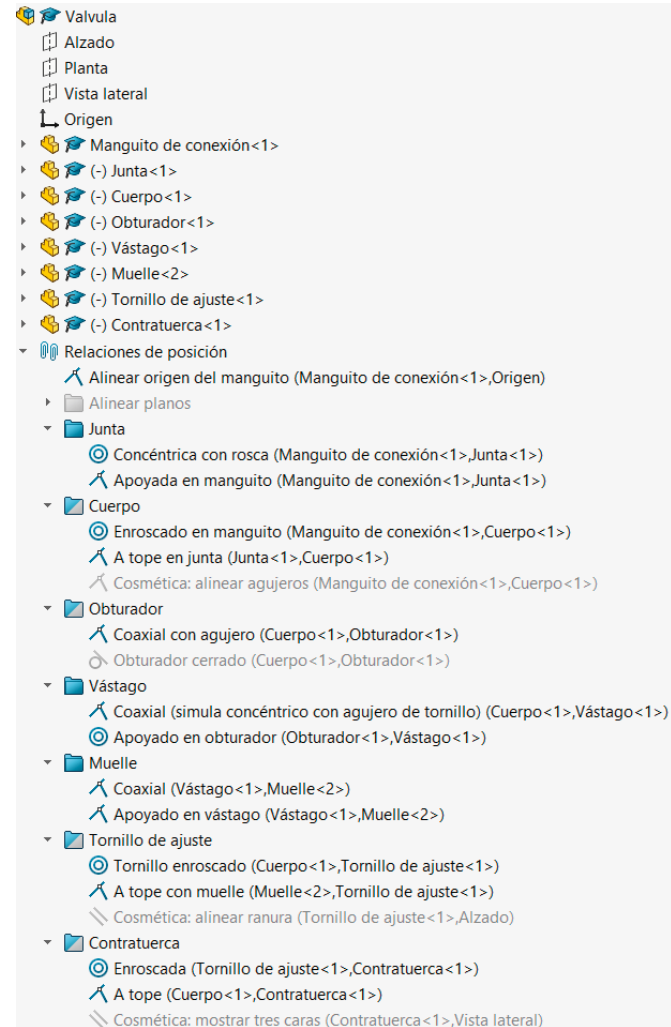 Valvula
Alzado
Planta
Vista lateral
Origen
Manguito de conexión<1>
(-) Junta<1>
(-) Cuerpo<1>
(-) Obturador<1>
(-) Vástago<1>
(-) Muelle<2>
(-) Tornillo de ajuste<1>
(-) Contratuerca<1>
Relaciones de posición
Alinear origen del manguito (Manguito de conexión<1>,Origen)
Alinear planos
Junta
Concéntrica con rosca (Manguito de conexión<1>,Junta<1>)
Apoyada en manguito (Manguito de conexión<1>,Junta<1>)
Cuerpo
Enroscado en manguito (Manguito de conexión<1>,Cuerpo<1>)
A tope en junta (Junta<1>,Cuerpo<1>)
Cosmética: alinear agujeros (Manguito de conexión<1>,Cuerpo<1>)
Obturador
Coaxial con agujero (Cuerpo<1>,Obturador<1>)
Obturador cerrado (Cuerpo<1>,Obturador<1>)
Vástago
Coaxial (simula concéntrico con agujero de tornillo) (Cuerpo<1>,Vástago<1>)
Apoyado en obturador (Obturador<1>,Vástago<1>)
Muelle
Coaxial (Vástago<1>,Muelle<2>)
Apoyado en vástago (Vástago<1>,Muelle<2>)
Tornillo de ajuste
Tornillo enroscado (Cuerpo<1>,Tornillo de ajuste<1>)
A tope con muelle (Muelle<2>,Tornillo de ajuste<1>)
Cosmética: alinear ranura (Tornillo de ajuste<1>,Alzado)
Contratuerca
Enroscada (Tornillo de ajuste<1>,Contratuerca<1>)
A tope (Cuerpo<1>,Contratuerca<1>)
Cosmética: mostrar tres caras (Contratuerca<1>,Vista lateral)